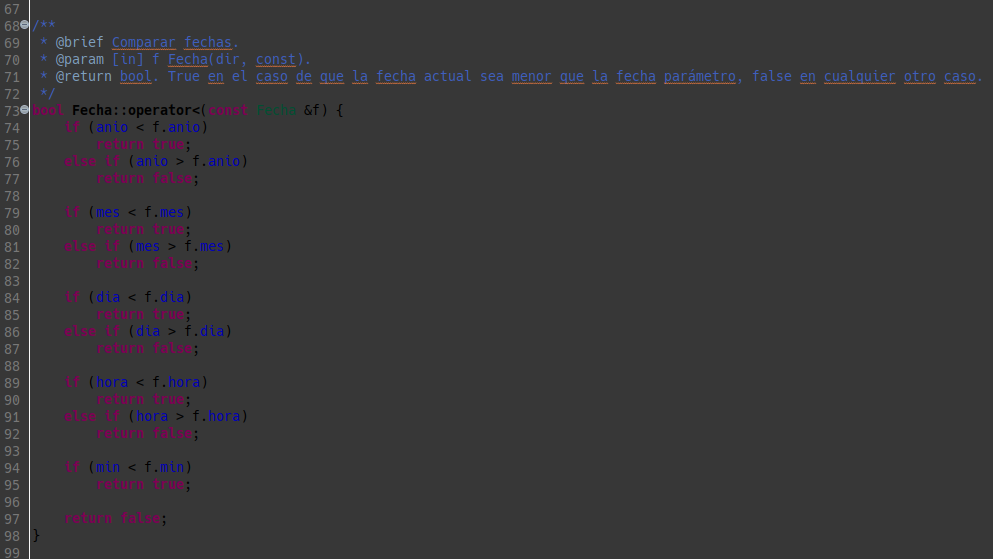 67
68 /**
69  * @brief Comparar fechas.
70  * @param [in] f Fecha(dir, const).
71  * @return bool. True en el caso de que la fecha actual sea menor que la fecha parámetro, false en cualquier otro caso.
72  */
73 bool Fecha::operator<(const Fecha &f) {
74     if (anio < f.anio)
75         return true;
76     else if (anio > f.anio)
77         return false;
78
79     if (mes < f.mes)
80         return true;
81     else if (mes > f.mes)
82         return false;
83
84     if (dia < f.dia)
85         return true;
86     else if (dia > f.dia)
87         return false;
88
89     if (hora < f.hora)
90         return true;
91     else if (hora > f.hora)
92         return false;
93
94     if (min < f.min)
95         return true;
96
97     return false;
98 }
99